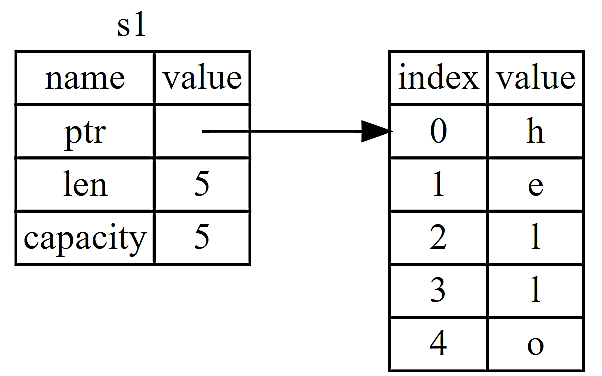 s1
name value
ptr
len 5
capacity 5
index value
0 h
1 e
2 l
3 l
4 o